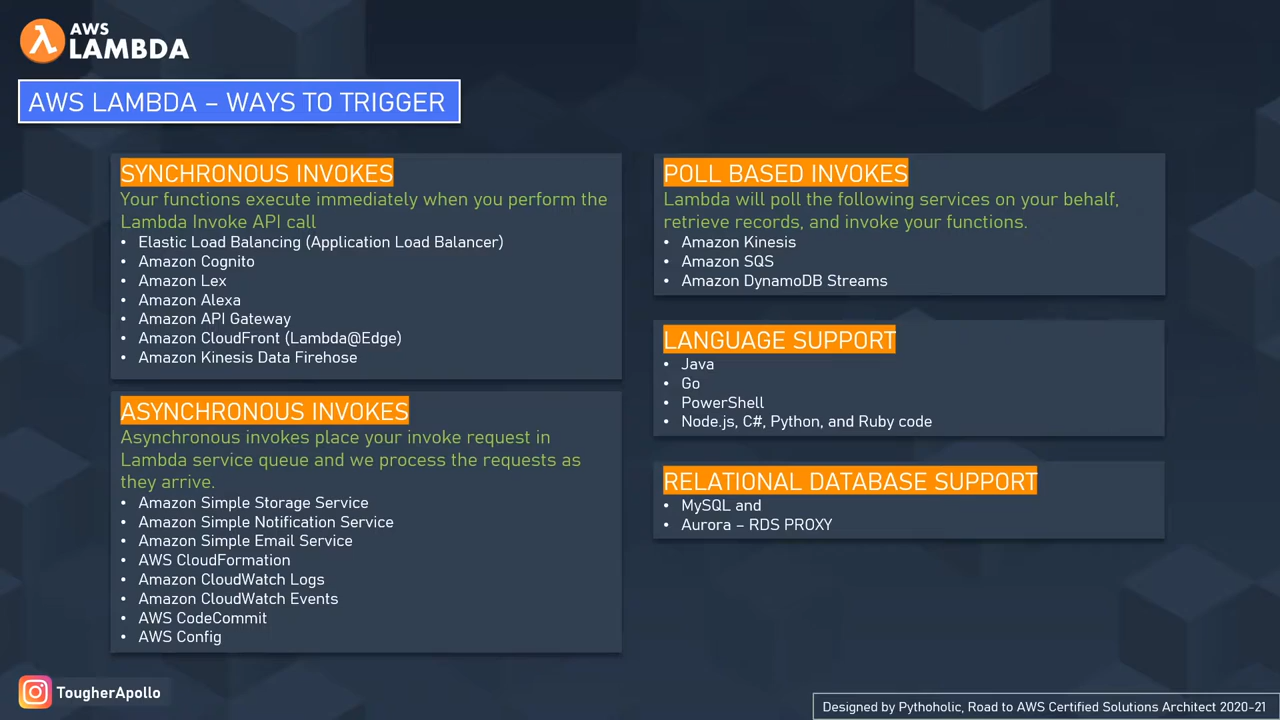 AWS
LAMBDA
AWS LAMBDA – WAYS TO TRIGGER
SYNCHRONOUS INVOKES
Your functions execute immediately when you perform the
Lambda Invoke API call
• Elastic Load Balancing (Application Load Balancer)
• Amazon Cognito
• Amazon Lex
• Amazon Alexa
• Amazon API Gateway
• Amazon CloudFront (Lambda@Edge)
• Amazon Kinesis Data Firehose
ASYNCHRONOUS INVOKES
Asynchronous invokes place your invoke request in
Lambda service queue and we process the requests as
they arrive.
• Amazon Simple Storage Service
• Amazon Simple Notification Service
• Amazon Simple Email Service
• AWS CloudFormation
• Amazon CloudWatch Logs
• Amazon CloudWatch Events
• AWS CodeCommit
• AWS Config
POLL BASED INVOKES
Lambda will poll the following services on your behalf,
retrieve records, and invoke your functions.
• Amazon Kinesis
• Amazon SQS
• Amazon DynamoDB Streams
LANGUAGE SUPPORT
• Java
• Go
• PowerShell
• Node.js, C#, Python, and Ruby code
RELATIONAL DATABASE SUPPORT
• MySQL and
• Aurora – RDS PROXY
TougherApollo
Designed by Pythoholic, Road to AWS Certified Solutions Architect 2020-21